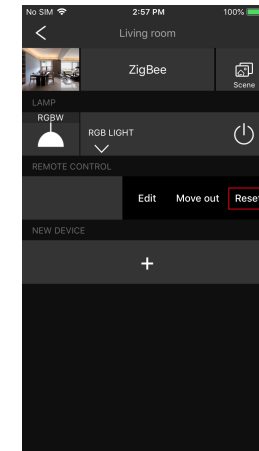 No SIM 2:57 PM 100%
Living room
ZigBee
Scene
LAMP
RGBW
RGB LIGHT
REMOTE CONTROL
Edit Move out Reset
NEW DEVICE
+